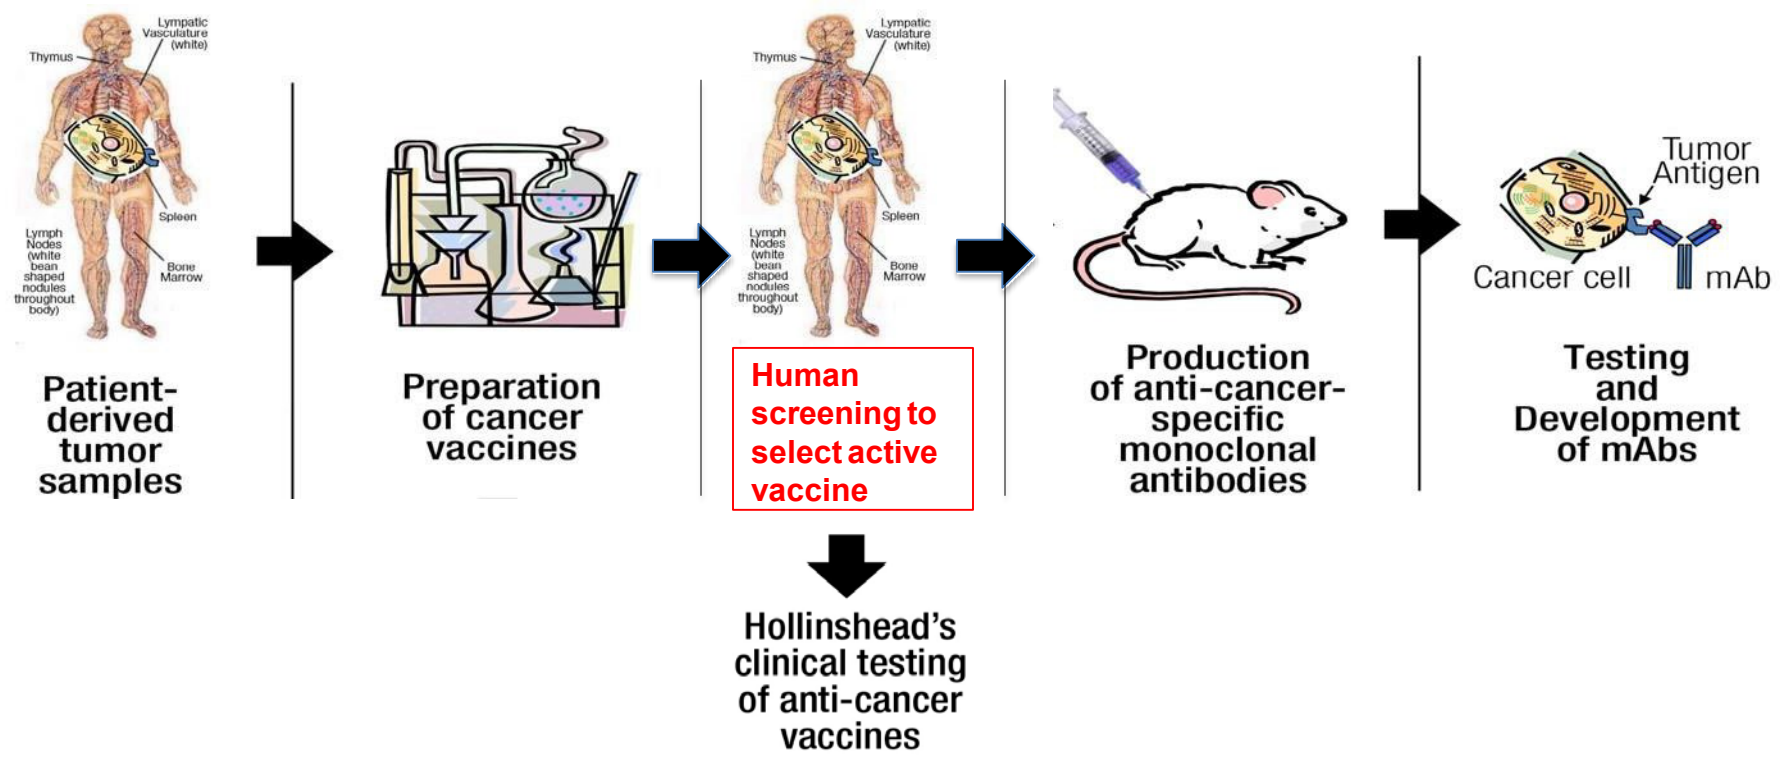 Lympatic
Vasculature
(white)
Thymus
Spleen
Lymph
Nodes
(white
bean
shaped
nodules
throughout
body)
Bone
Marrow
Patient-
derived
tumor
samples
Preparation
of cancer
vaccines
Lympatic
Vasculature
(white)
Thymus
Spleen
Lymph
Nodes
(white
bean
shaped
nodules
throughout
body)
Bone
Marrow
Human
screening to
select active
vaccine
Hollinshead's
clinical testing
of anti-cancer
vaccines
Production
of anti-cancer-
specific
monoclonal
antibodies
Tumor
Antigen
Cancer cell
mAb
Testing
and
Development
of mAbs